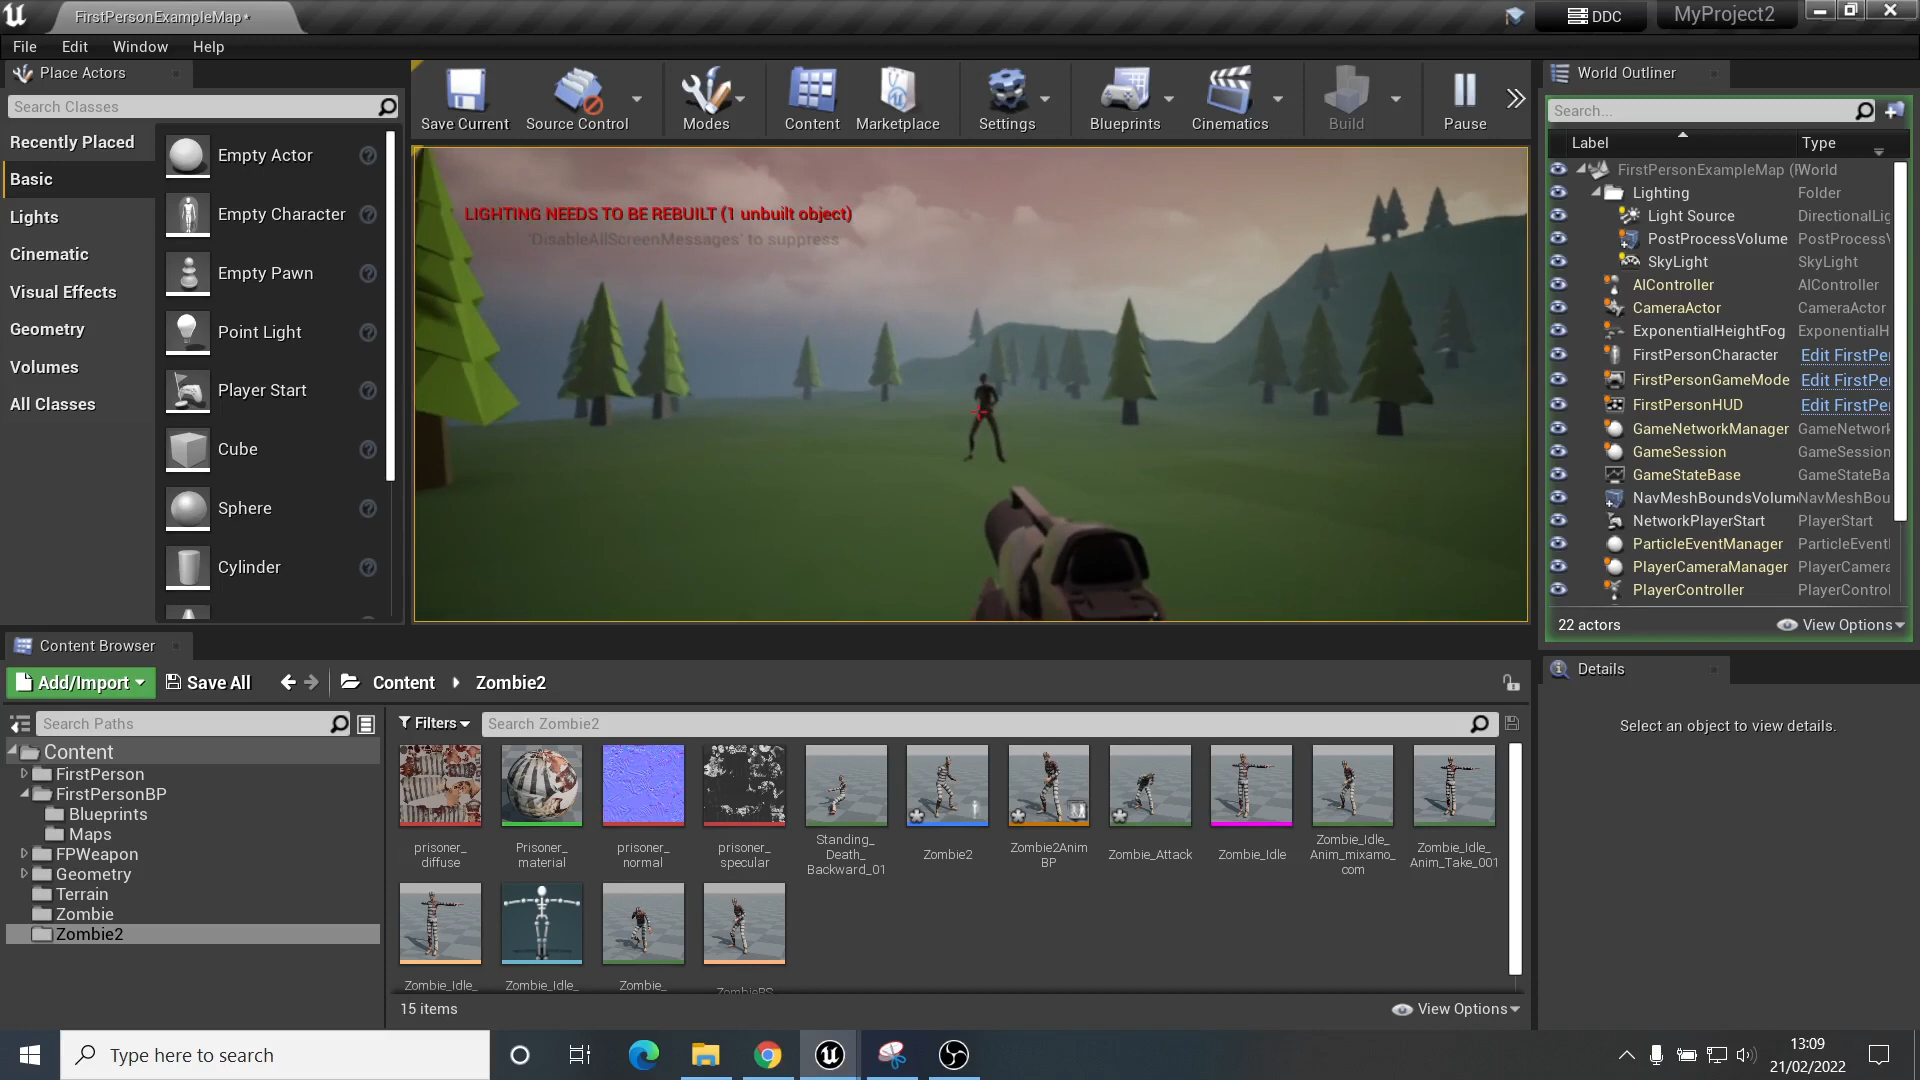 FirstPersonExampleMap*
DDC
MyProject2
File Edit Window Help
Place Actors
Search Classes
Recently Placed
Basic
Lights
Cinematic
Visual Effects
Geometry
Volumes
All Classes
Empty Actor
Empty Character
Empty Pawn
Point Light
Player Start
Cube
Sphere
Cylinder
Save Current
Source Control
Modes
Content
Marketplace
Settings
Blueprints
Cinematics
Build
Pause
LIGHTING NEEDS TO BE REBUILT (1 unbuilt object)
'DisableAllScreenMessages' to suppress
World Outliner
Search...
Label Type
FirstPersonExampleMap ( World
Lighting Folder
Light Source DirectionalLig
PostProcessVolume PostProcessV
SkyLight SkyLight
AIController AIController
CameraActor CameraActor
ExponentialHeightFog ExponentialH
FirstPersonCharacter Edit FirstPe
FirstPersonGameMode Edit FirstPe
FirstPersonHUD Edit FirstPe
GameNetworkManager GameNetwork
GameSession GameSession
GameStateBase GameStateBa
NavMeshBoundsVolum NavMeshBou
NetworkPlayerStart PlayerStart
ParticleEventManager ParticleEvent
PlayerCameraManager PlayerCamera
PlayerController PlayerControl
22 actors
View Options
Content Browser
Add/Import
Save All
Content
Zombie2
Search Paths
Content
FirstPerson
FirstPersonBP
Blueprints
Maps
FPWeapon
Geometry
Terrain
Zombie
Zombie2
Filters
Search Zombie2
prisoner_
diffuse
Prisoner_
material
prisoner_
normal
prisoner_
specular
Standing_
Death_
Backward_01
Zombie2
Zombie2Anim
BP
Zombie_Attack
Zombie_Idle
Zombie_Idle_
Anim_mixamo_
com
Zombie_Idle_
Anim_Take_001
Zombie_Idle_
Zombie_Idle_
Zombie_
ZombieBS
15 items
View Options
Details
Select an object to view details.
Type here to search
13:09
21/02/2022